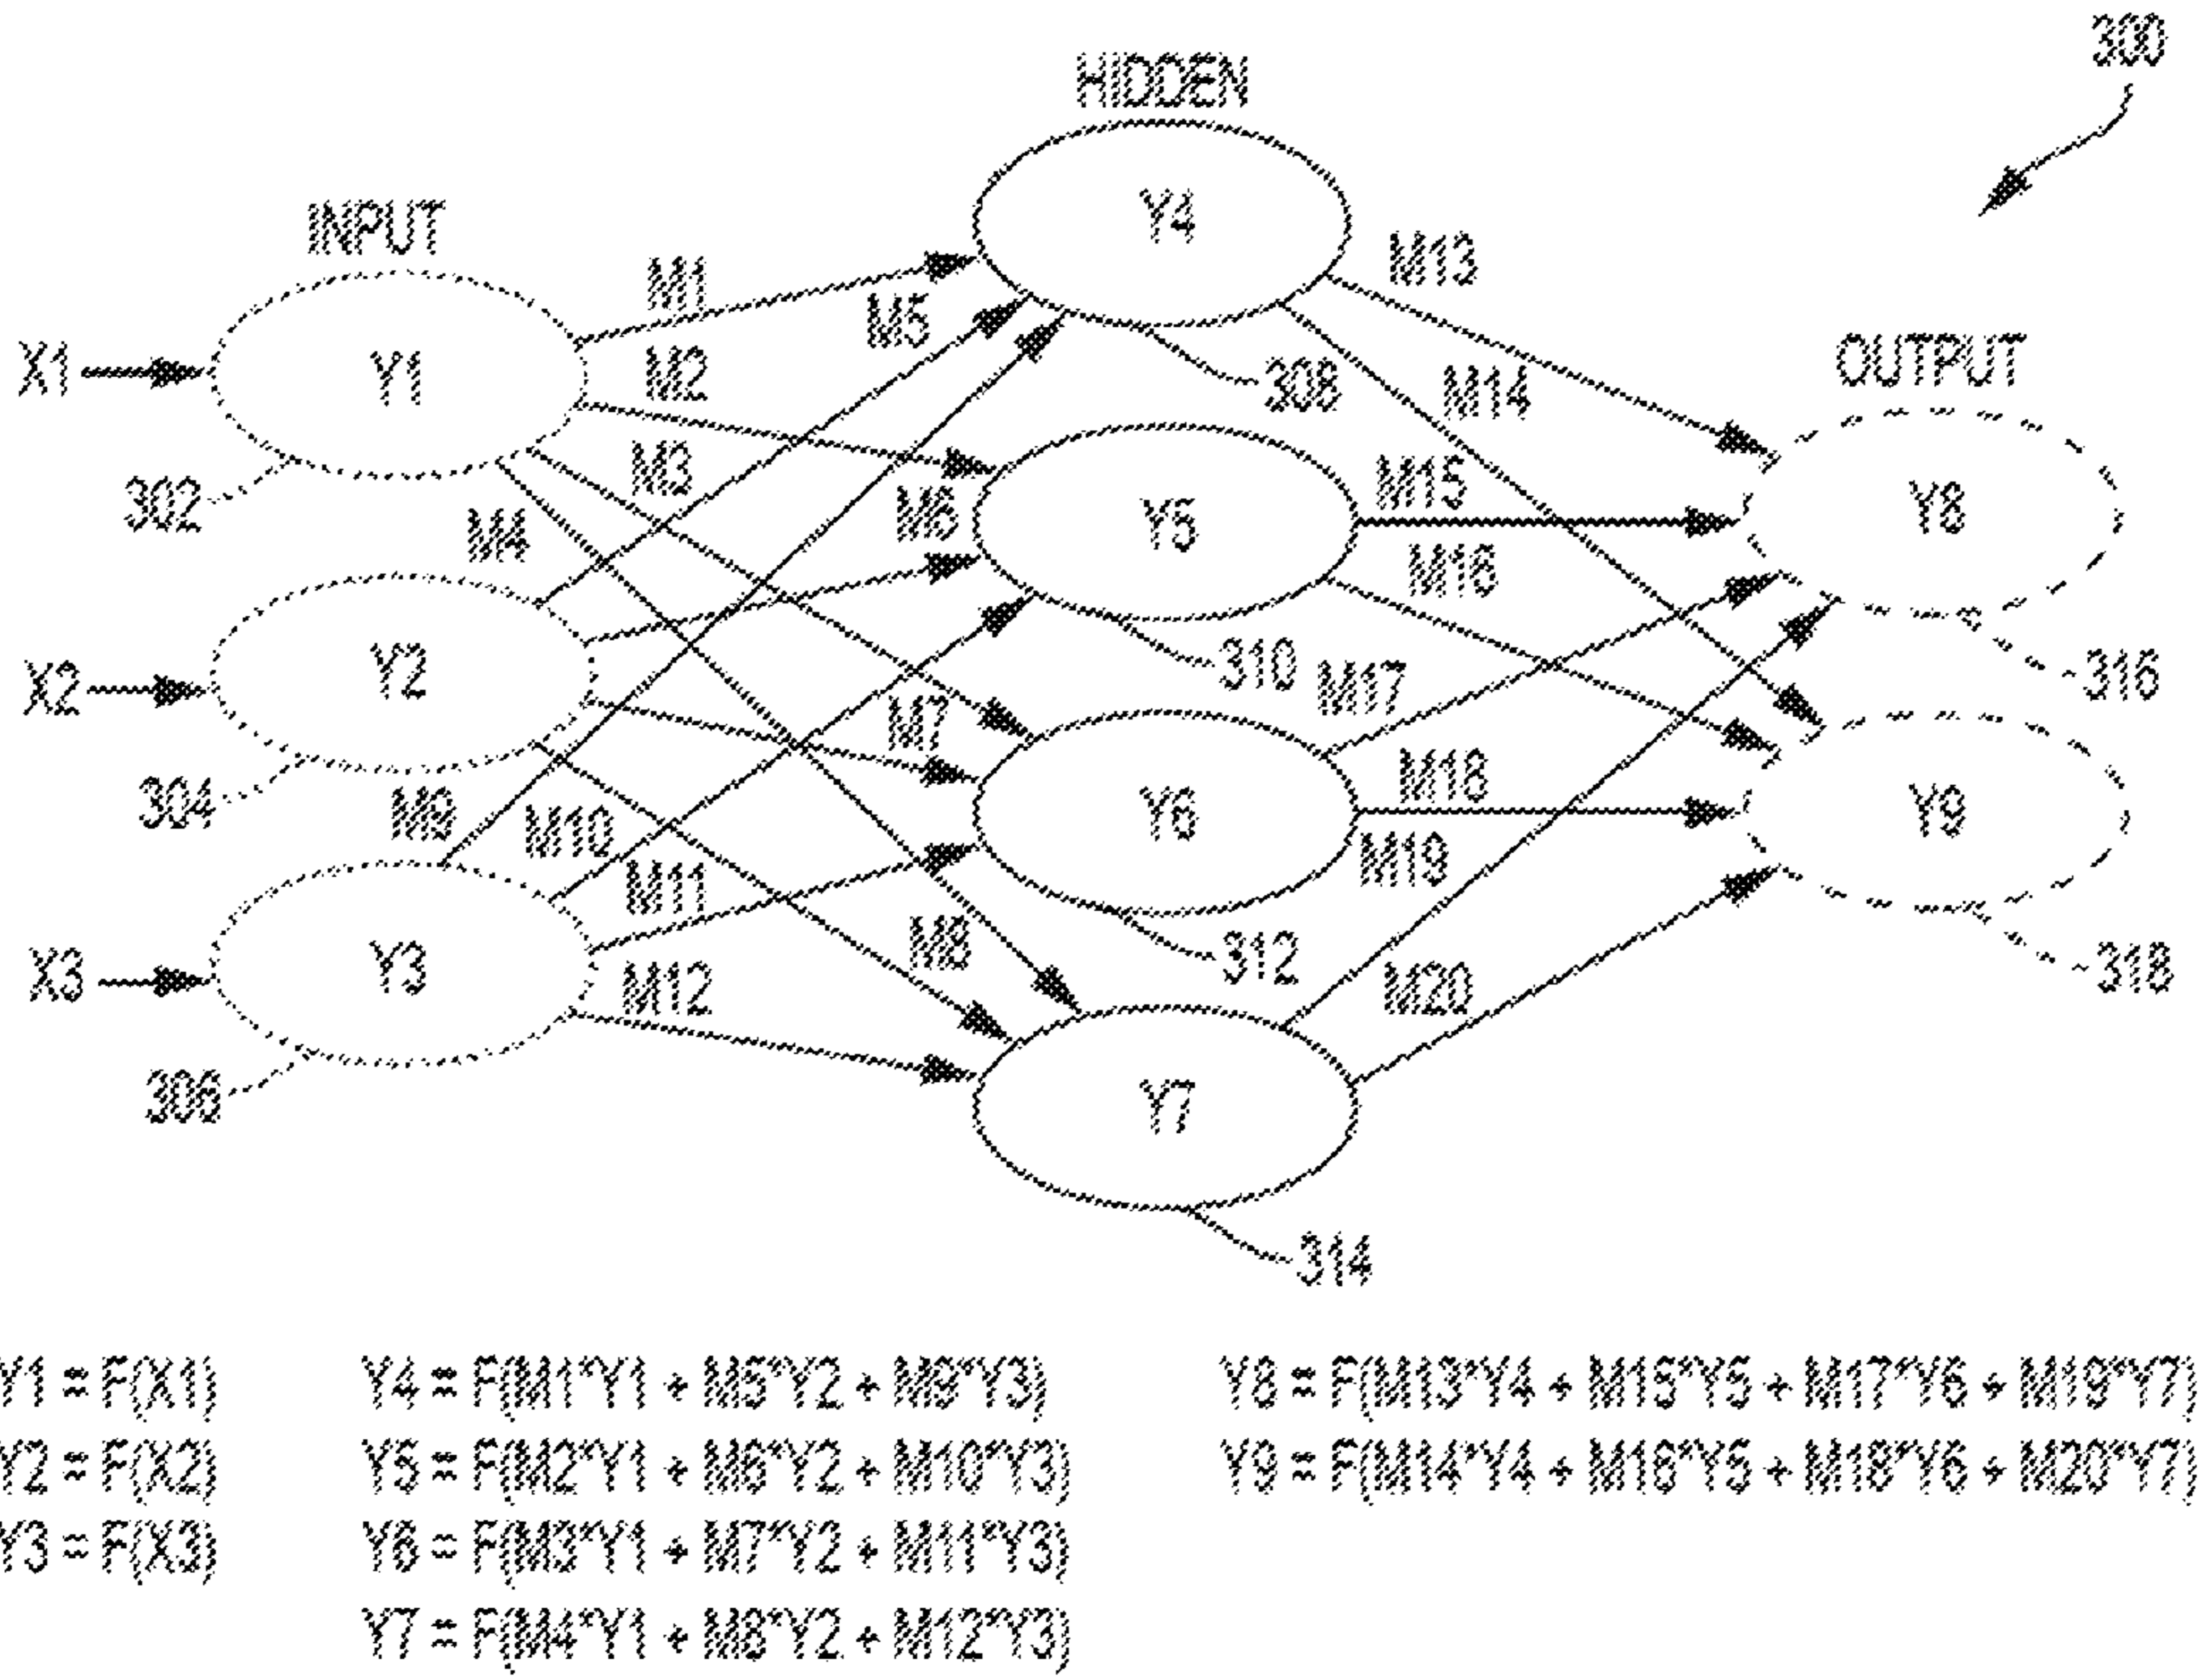 300
HIDDEN
Y4
INPUT
M1
M5
M13
X1
Y1
M2
308
M14
OUTPUT
302
M3
M4
M6
Y5
M15
M16
Y8
X2
Y2
310
M17
316
304
M7
M9
M10
Y6
M18
M19
Y9
X3
Y3
M11
M12
M8
312
M20
318
306
Y7
314
Y1 = F(X1) Y4 = F(M1*Y1 + M5*Y2 + M9*Y3) Y8 = F(M13*Y4 + M15*Y5 + M17*Y6 + M19*Y7)
Y2 = F(X2) Y5 = F(M2*Y1 + M6*Y2 + M10*Y3) Y9 = F(M14*Y4 + M16*Y5 + M18*Y6 + M20*Y7)
Y3 = F(X3) Y6 = F(M3*Y1 + M7*Y2 + M11*Y3)
Y7 = F(M4*Y1 + M8*Y2 + M12*Y3)